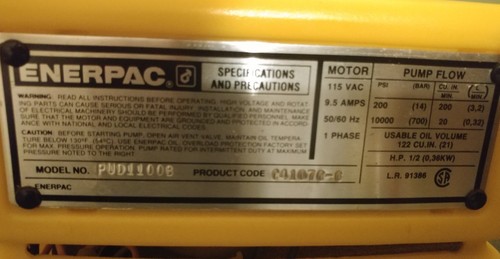 ENERPAC.
SPECIFICATIONS
AND PRECAUTIONS
WARNING: READ ALL INSTRUCTIONS BEFORE OPERATING. HIGH VOLTAGE AND ROTAT-
ING PARTS CAN CAUSE SERIOUS OR FATAL INJURY. INSTALLATION AND MAINTENANCE
OF ELECTRICAL MACHINERY SHOULD BE PERFORMED BY QUALIFIED PERSONNEL. MAKE
SURE THAT THE MOTOR AND EQUIPMENT ARE GROUNDED AND PROTECTED IN ACCORD-
ANCE WITH NATIONAL AND LOCAL ELECTRICAL CODES.
CAUTION: BEFORE STARTING PUMP, OPEN AIR VENT VALVE. MAINTAIN OIL TEMPERA-
TURE BELOW 130°F. (54°C). USE ENERPAC OIL. OVERLOAD PROTECTION FACTORY SET
FOR MAX. PRESSURE OPERATION. PUMP RATED FOR INTERMITTENT DUTY AT MAXIMUM
PRESSURE NOTED TO THE RIGHT.
MODEL NO. PUD1100B PRODUCT CODE
ENERPAC
MOTOR
115 VAC
9.5 AMPS
50/60 Hz
1 PHASE
PUMP FLOW
PSI (BAR) CU. IN. MIN. L MIN.
200 (14) 200 (3,2)
10000 (700) 20 (0,32)
USABLE OIL VOLUME
122 CU.IN. (21)
H.P. 1/2 (0,36KW)
L.R. 91386 SA